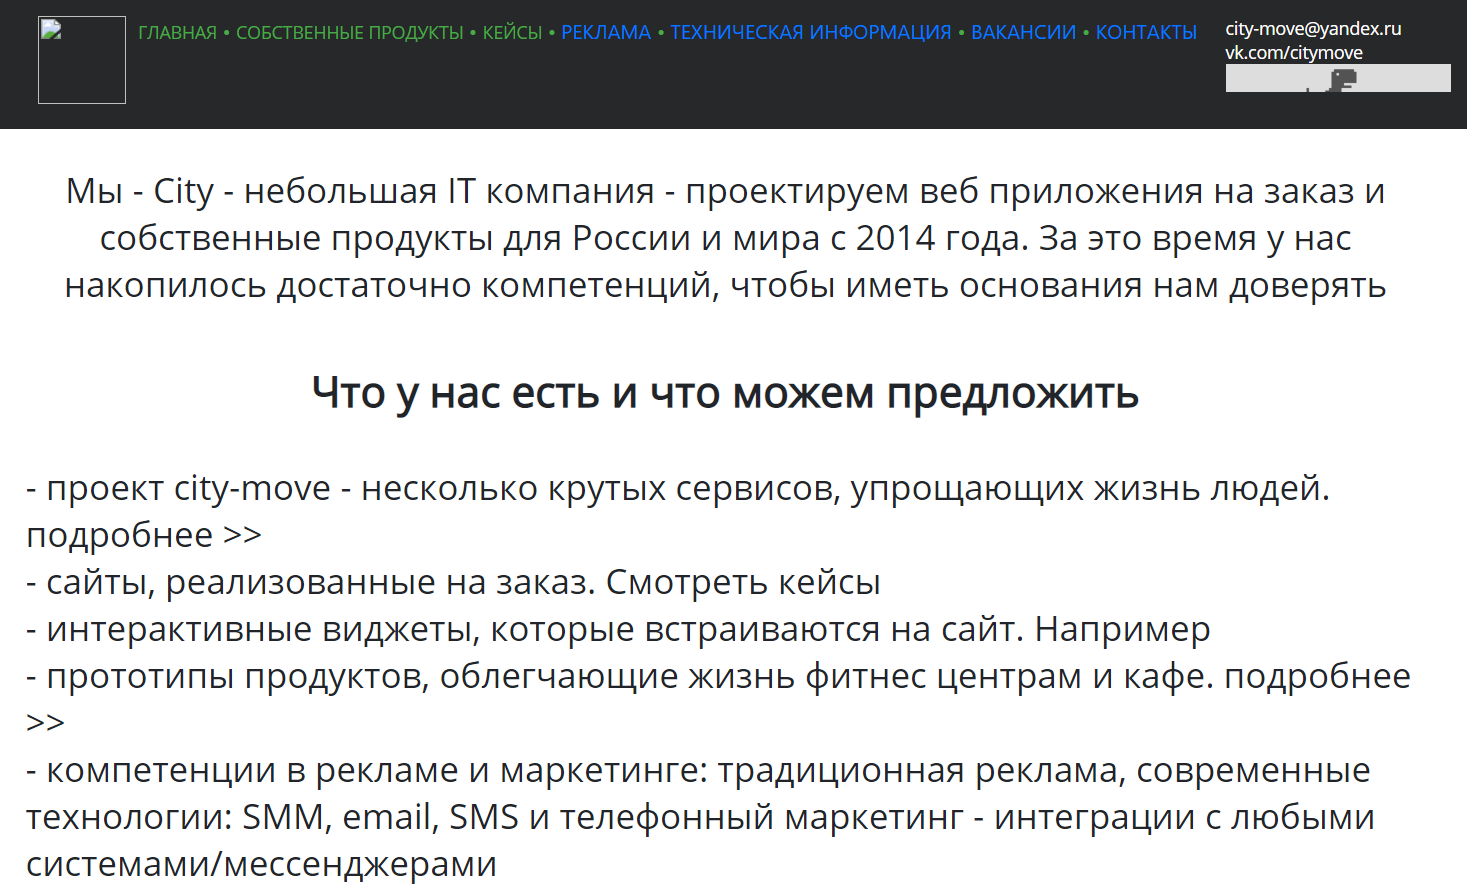 ГЛАВНАЯ • СОБСТВЕННЫЕ ПРОДУКТЫ • КЕЙСЫ • РЕКЛАМА • ТЕХНИЧЕСКАЯ ИНФОРМАЦИЯ • ВАКАНСИИ • КОНТАКТЫ
city-move@yandex.ru
vk.com/citymove
Мы - City - небольшая IT компания - проектируем веб приложения на заказ и
собственные продукты для России и мира с 2014 года. За это время у нас
накопилось достаточно компетенций, чтобы иметь основания нам доверять
Что у нас есть и что можем предложить
- проект city-move - несколько крутых сервисов, упрощающих жизнь людей.
подробнее >>
- сайты, реализованные на заказ. Смотреть кейсы
- интерактивные виджеты, которые встраиваются на сайт. Например
- прототипы продуктов, облегчающие жизнь фитнес центрам и кафе. подробнее
>>
- компетенции в рекламе и маркетинге: традиционная реклама, современные
технологии: SMM, email, SMS и телефонный маркетинг - интеграции с любыми
системами/мессенджерами